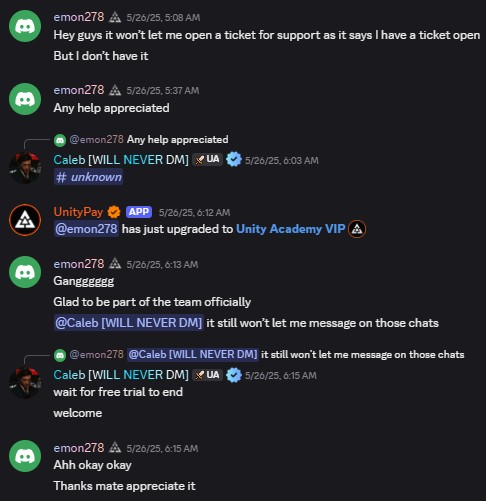 emon278 5/26/25, 5:08 AM
Hey guys it won't let me open a ticket for support as it says I have a ticket open
But I don't have it
emon278 5/26/25, 5:37 AM
Any help appreciated
@emon278 Any help appreciated
Caleb [WILL NEVER DM] UA 5/26/25, 6:03 AM
# unknown
UnityPay APP 5/26/25, 6:12 AM
@emon278 has just upgraded to Unity Academy VIP
emon278 5/26/25, 6:13 AM
Gangggggg
Glad to be part of the team officially
@Caleb [WILL NEVER DM] it still won't let me message on those chats
@emon278 @Caleb [WILL NEVER DM] it still won't let me message on those chats
Caleb [WILL NEVER DM] UA 5/26/25, 6:15 AM
wait for free trial to end
welcome
emon278 5/26/25, 6:15 AM
Ahh okay okay
Thanks mate appreciate it